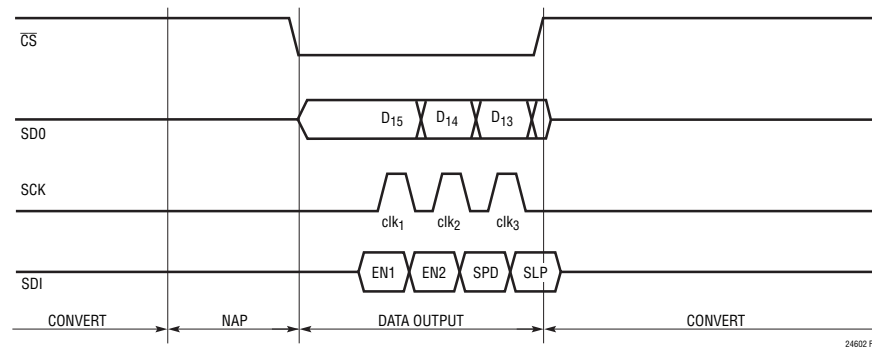 CS
SD0
D15 D14 D13
SCK
clk1 clk2 clk3
SDI
EN1 EN2 SPD SLP
CONVERT NAP DATA OUTPUT CONVERT
24602 F